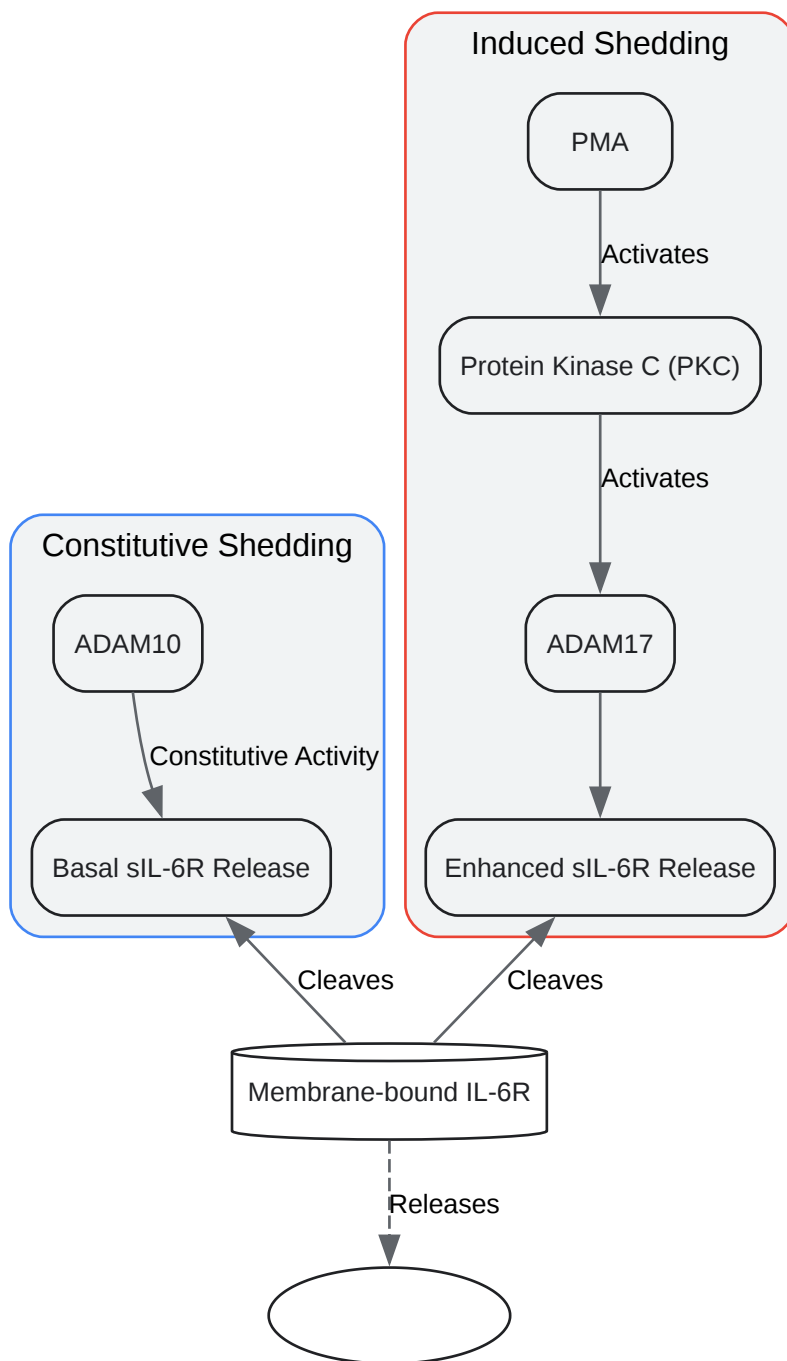 Induced Shedding
PMA
Activates
Protein Kinase C (PKC)
Activates
Constitutive Shedding
ADAM10
ADAM17
Constitutive Activity
Basal sIL-6R Release
Enhanced sIL-6R Release
Cleaves
Cleaves
Membrane-bound IL-6R
Releases